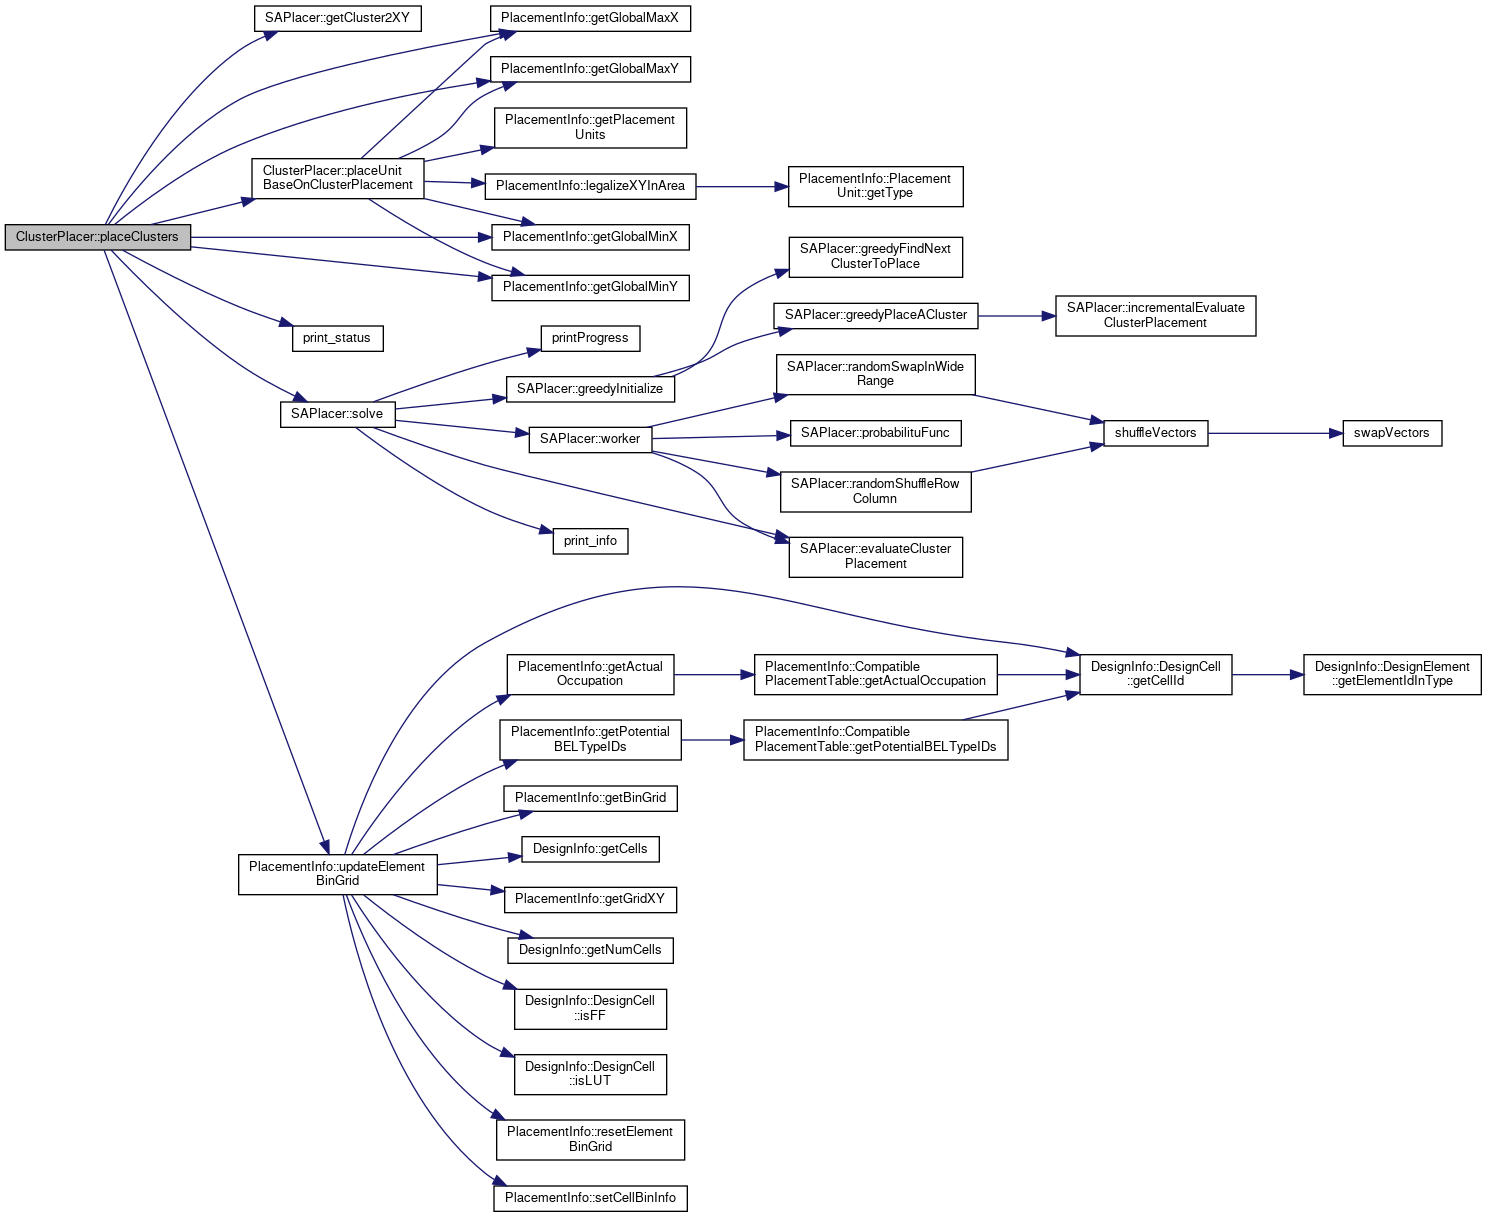 SAPlacer::getCluster2XY
PlacementInfo::getGlobalMaxX
PlacementInfo::getGlobalMaxY
PlacementInfo::getPlacement
Units
ClusterPlacer::placeUnit
BaseOnClusterPlacement
PlacementInfo::legalizeXYInArea
PlacementInfo::Placement
Unit::getType
ClusterPlacer::placeClusters
PlacementInfo::getGlobalMinX
SAPlacer::greedyFindNext
ClusterToPlace
PlacementInfo::getGlobalMinY
SAPlacer::greedyPlaceACluster
SAPlacer::incrementalEvaluate
ClusterPlacement
print_status
printProgress
SAPlacer::randomSwapInWide
Range
SAPlacer::greedyInitialize
SAPlacer::solve
SAPlacer::worker
SAPlacer::probabilituFunc
shuffleVectors
swapVectors
SAPlacer::randomShuffleRow
Column
print_info
SAPlacer::evaluateCluster
Placement
PlacementInfo::getActual
Occupation
PlacementInfo::Compatible
PlacementTable::getActualOccupation
DesignInfo::DesignCell
::getCellId
DesignInfo::DesignElement
::getElementIdInType
PlacementInfo::getPotential
BELTypeIDs
PlacementInfo::Compatible
PlacementTable::getPotentialBELTypeIDs
PlacementInfo::getBinGrid
DesignInfo::getCells
PlacementInfo::updateElement
BinGrid
PlacementInfo::getGridXY
DesignInfo::getNumCells
DesignInfo::DesignCell
::isFF
DesignInfo::DesignCell
::isLUT
PlacementInfo::resetElement
BinGrid
PlacementInfo::setCellBinInfo